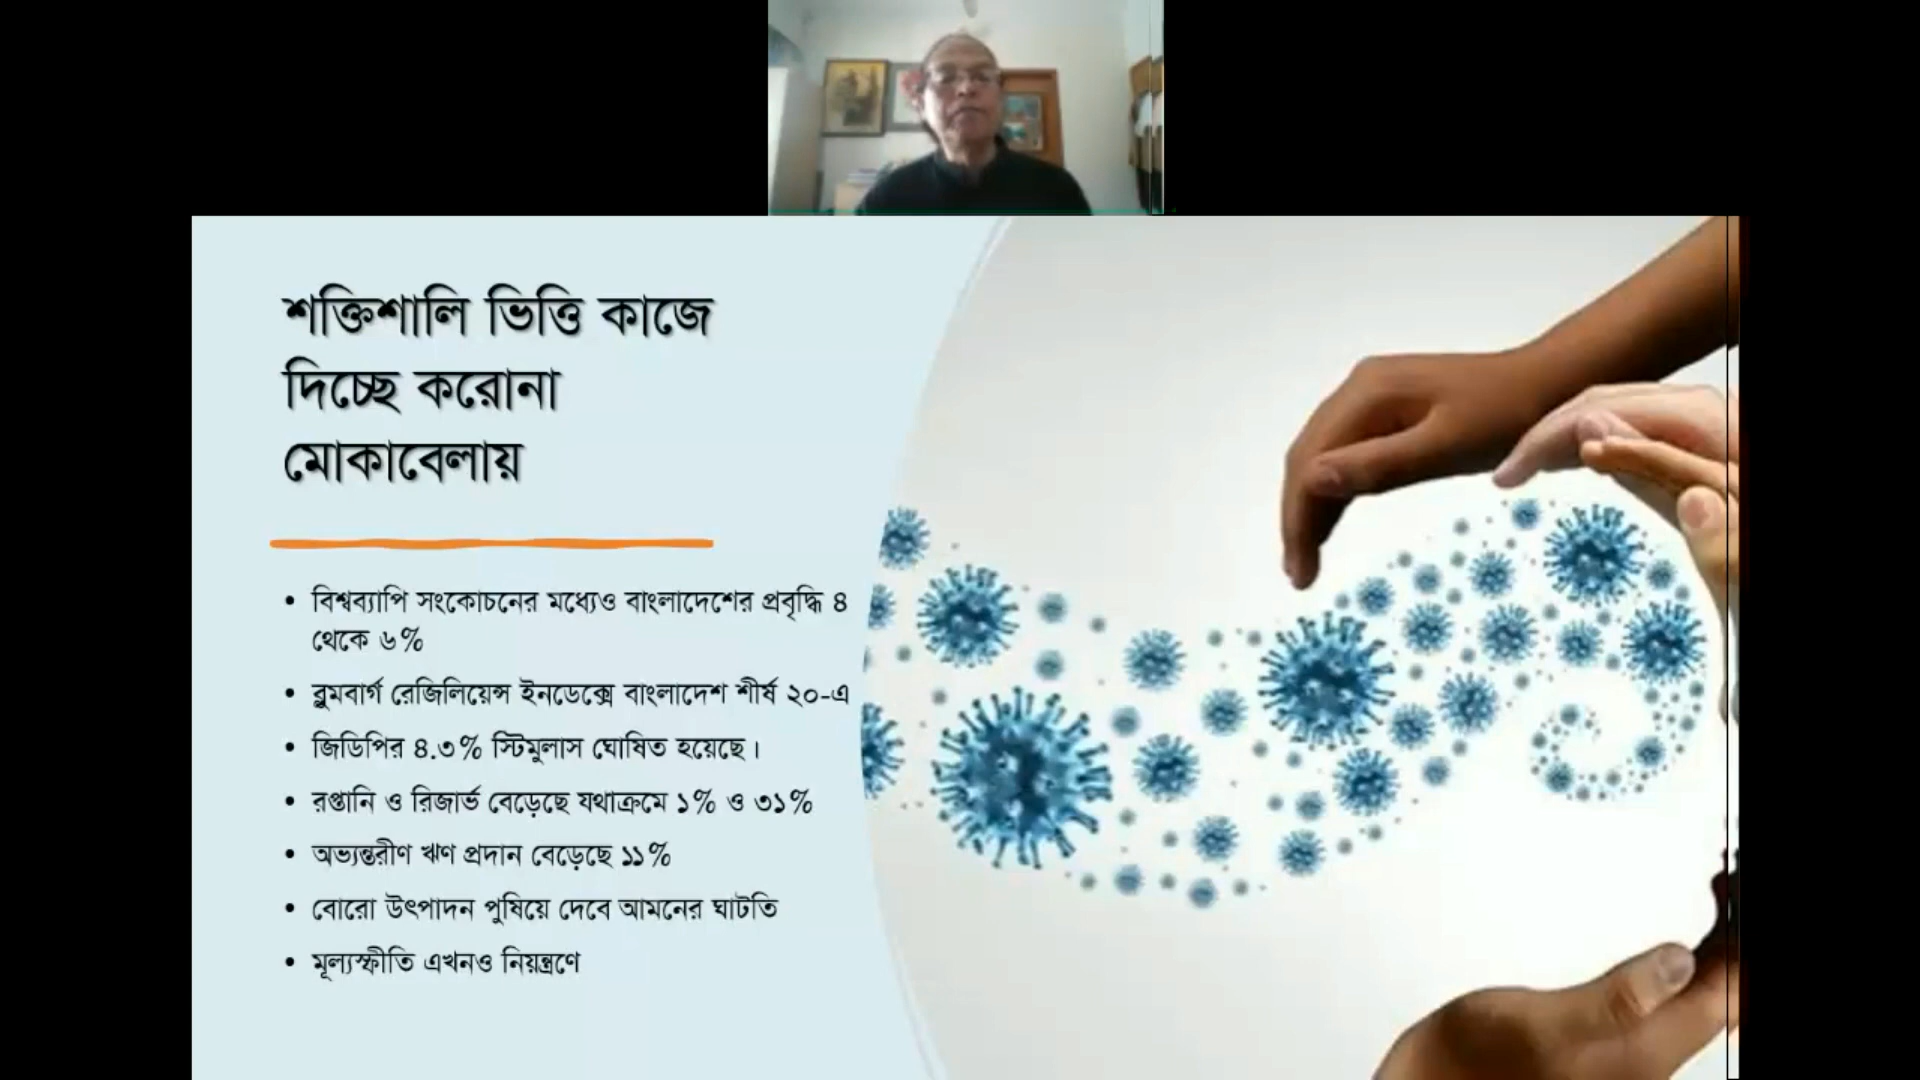 শক্তিশালি ভিত্তি কাজে
দিচ্ছে করোনা
মোকাবেলায়
• বিশ্বব্যাপি সংকোচনের মধ্যেও বাংলাদেশের প্রবৃদ্ধি ৪
থেকে ৬%
• ব্লুমবার্গ রেজিলিয়েন্স ইনডেক্সে বাংলাদেশ শীর্ষ ২০-এ
• জিডিপির ৪.৩% স্টিমুলাস ঘোষিত হয়েছে।
• রপ্তানি ও রিজার্ভ বেড়েছে যথাক্রমে ১% ও ৩১%
• অভ্যন্তরীণ ঋণ প্রদান বেড়েছে ১১%
• বোরো উৎপাদন পুষিয়ে দেবে আমনের ঘাটতি
• মূল্যস্ফীতি এখনও নিয়ন্ত্রণে